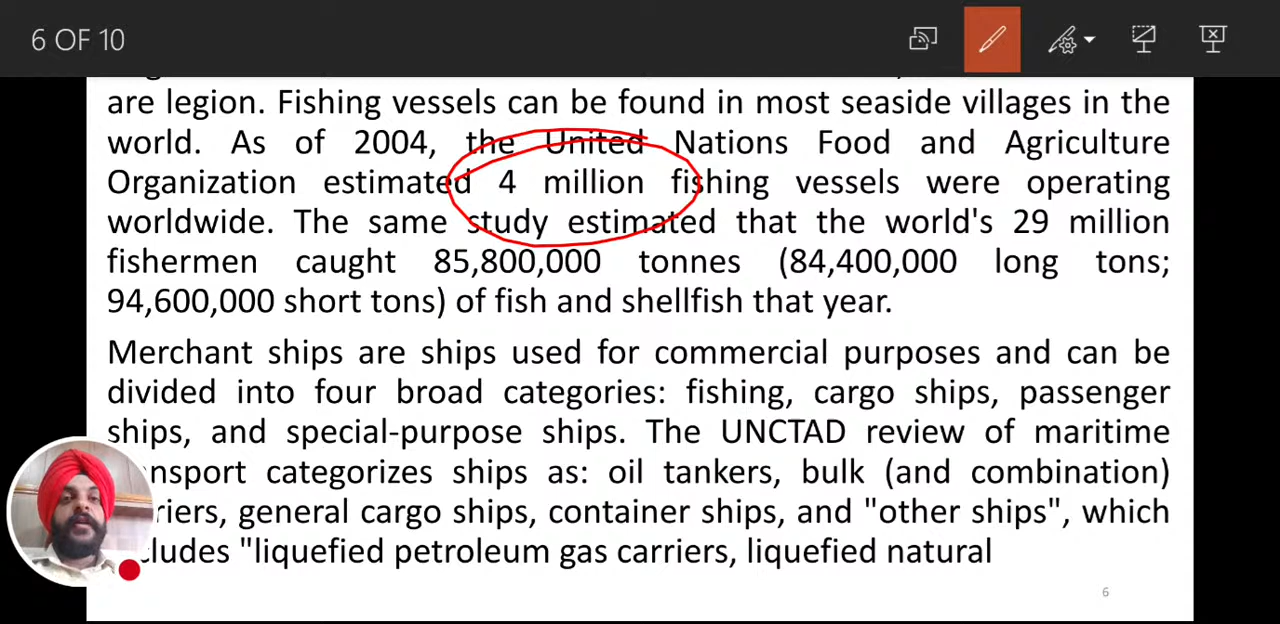 6 OF 10
are legion. Fishing vessels can be found in most seaside villages in the
world. As of 2004, the United Nations Food and Agriculture
Organization estimated 4 million fishing vessels were operating
worldwide. The same study estimated that the world's 29 million
fishermen caught 85,800,000 tonnes (84,400,000 long tons;
94,600,000 short tons) of fish and shellfish that year.
Merchant ships are ships used for commercial purposes and can be
divided into four broad categories: fishing, cargo ships, passenger
ships, and special-purpose ships. The UNCTAD review of maritime
categorizes ships as: oil tankers, bulk (and combination)
general cargo ships, container ships, and "other ships", which
"liquefied petroleum gas carriers, liquefied natural
6